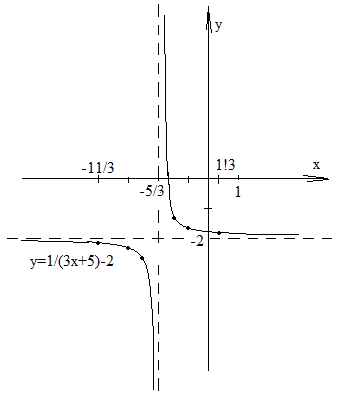 y
-11/3
1!3
x
-5/3
1
-2
y=1/(3x+5)-2